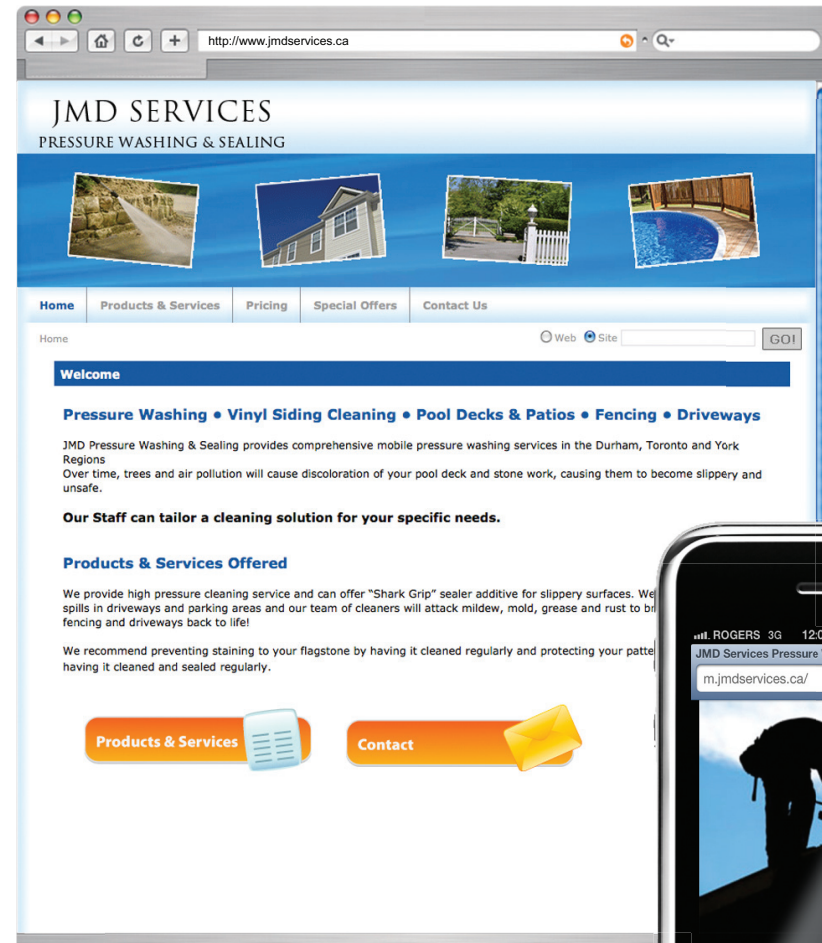 http://www.jmdservices.ca
JMD SERVICES
PRESSURE WASHING & SEALING
Home Products & Services Pricing Special Offers Contact Us
Home Web Site GO!
Welcome
Pressure Washing • Vinyl Siding Cleaning • Pool Decks & Patios • Fencing • Driveways
JMD Pressure Washing & Sealing provides comprehensive mobile pressure washing services in the Durham, Toronto and York
Regions
Over time, trees and air pollution will cause discoloration of your pool deck and stone work, causing them to become slippery and
unsafe.
Our Staff can tailor a cleaning solution for your specific needs.
Products & Services Offered
We provide high pressure cleaning service and can offer “Shark Grip” sealer additive for slippery surfaces. We
spills in driveways and parking areas and our team of cleaners will attack mildew, mold, grease and rust to br
fencing and driveways back to life!
We recommend preventing staining to your flagstone by having it cleaned regularly and protecting your patte
having it cleaned and sealed regularly.
Products & Services
Contact
ROGERS 3G 12:0
JMD Services Pressure
m.jmdservices.ca/